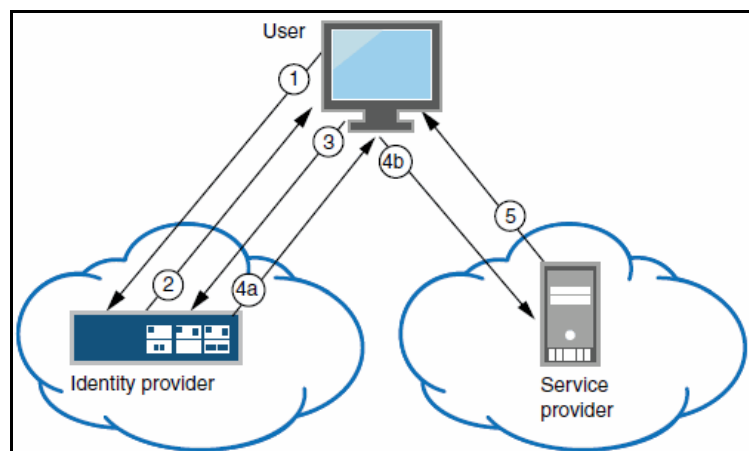 User
1
3
4b
5
2
4a
Identity provider
Service
provider